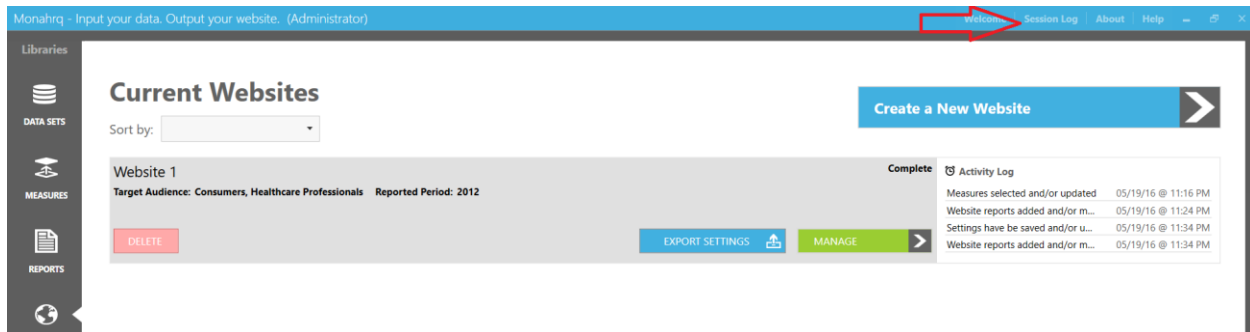 Monahrq - Input your data. Output your website. (Administrator)
Welcome Session Log About Help
Libraries
DATA SETS
MEASURES
REPORTS
Current Websites
Sort by:
Create a New Website
Website 1
Complete
Target Audience: Consumers, Healthcare Professionals Reported Period: 2012
DELETE
EXPORT SETTINGS
MANAGE
Activity Log
Measures selected and/or updated 05/19/16 @ 11:16 PM
Website reports added and/or m... 05/19/16 @ 11:24 PM
Settings have be saved and/or u... 05/19/16 @ 11:34 PM
Website reports added and/or m... 05/19/16 @ 11:34 PM